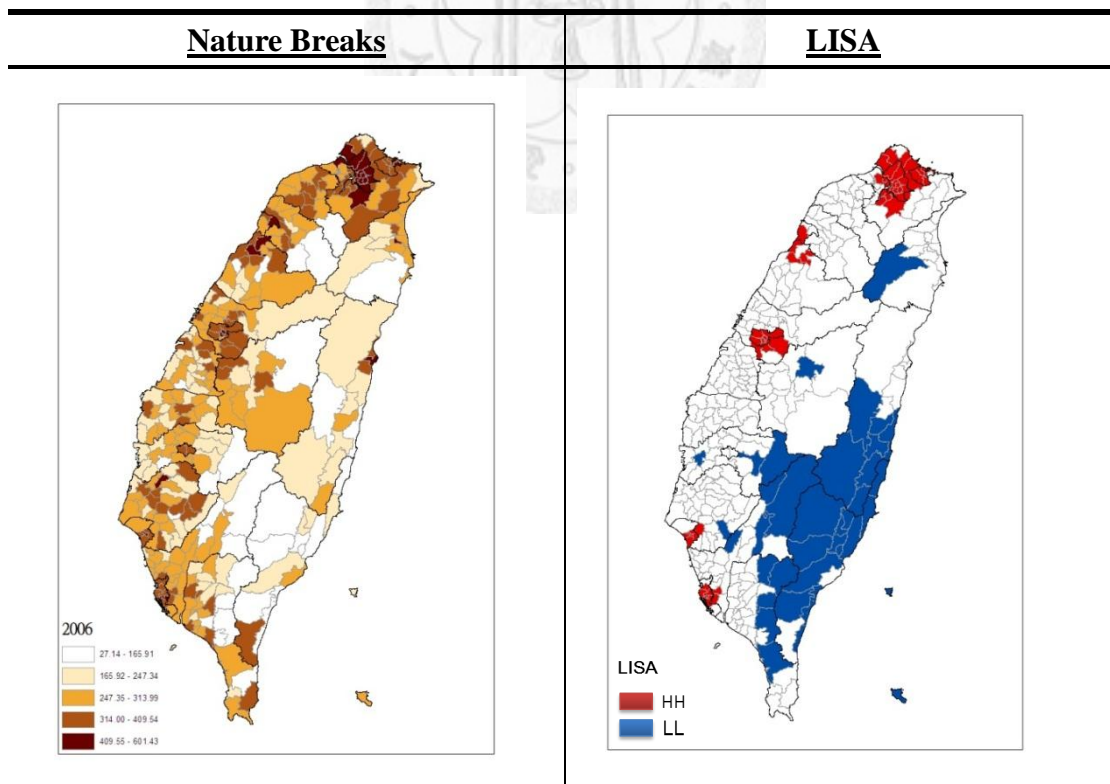 Nature Breaks
LISA
2006
27.14 - 165.91
165.92 - 247.34
247.35 - 313.99
314.00 - 409.54
409.55 - 601.43
LISA
HH
LL